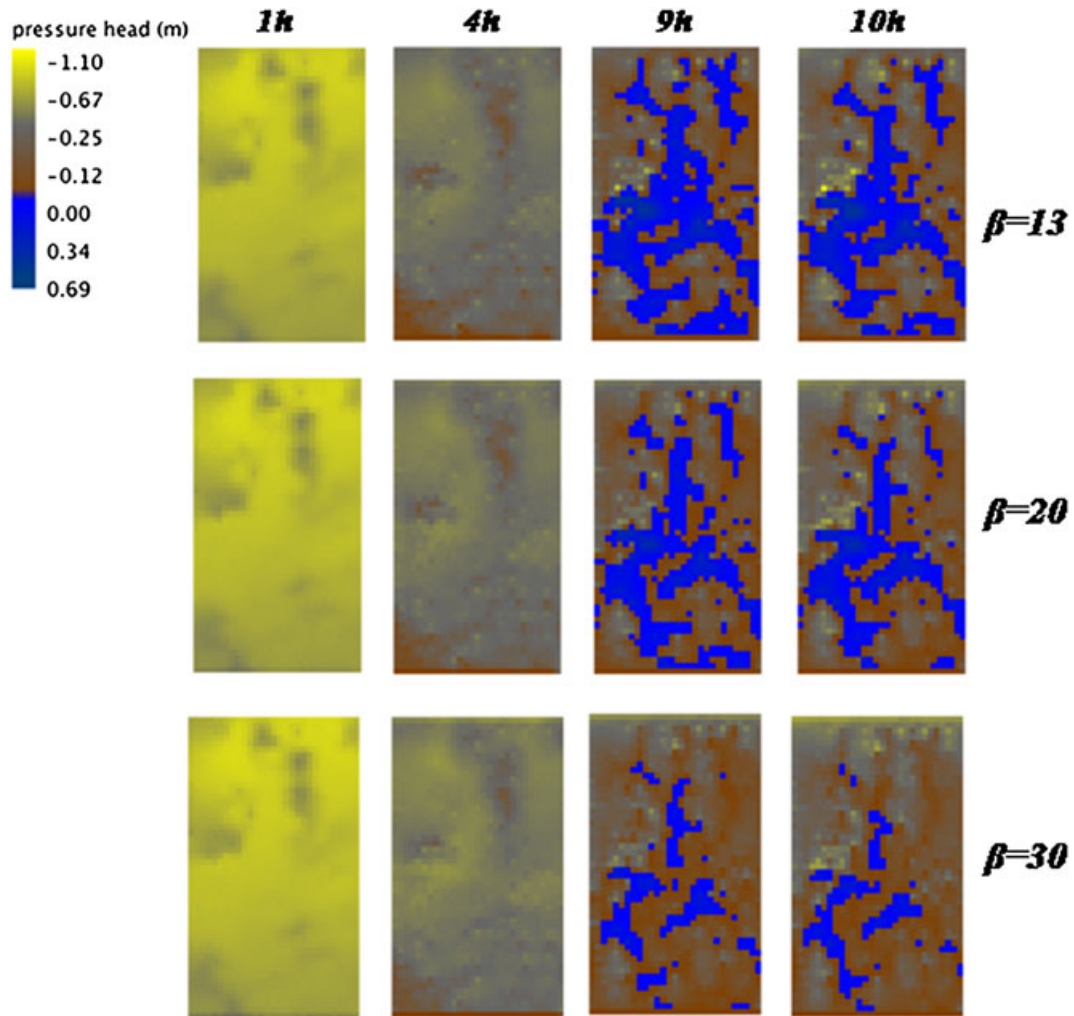 1h 4h 9h 10h
pressure head (m)
-1.10
-0.67
-0.25
-0.12
0.00
0.34
0.69
β=13
β=20
β=30